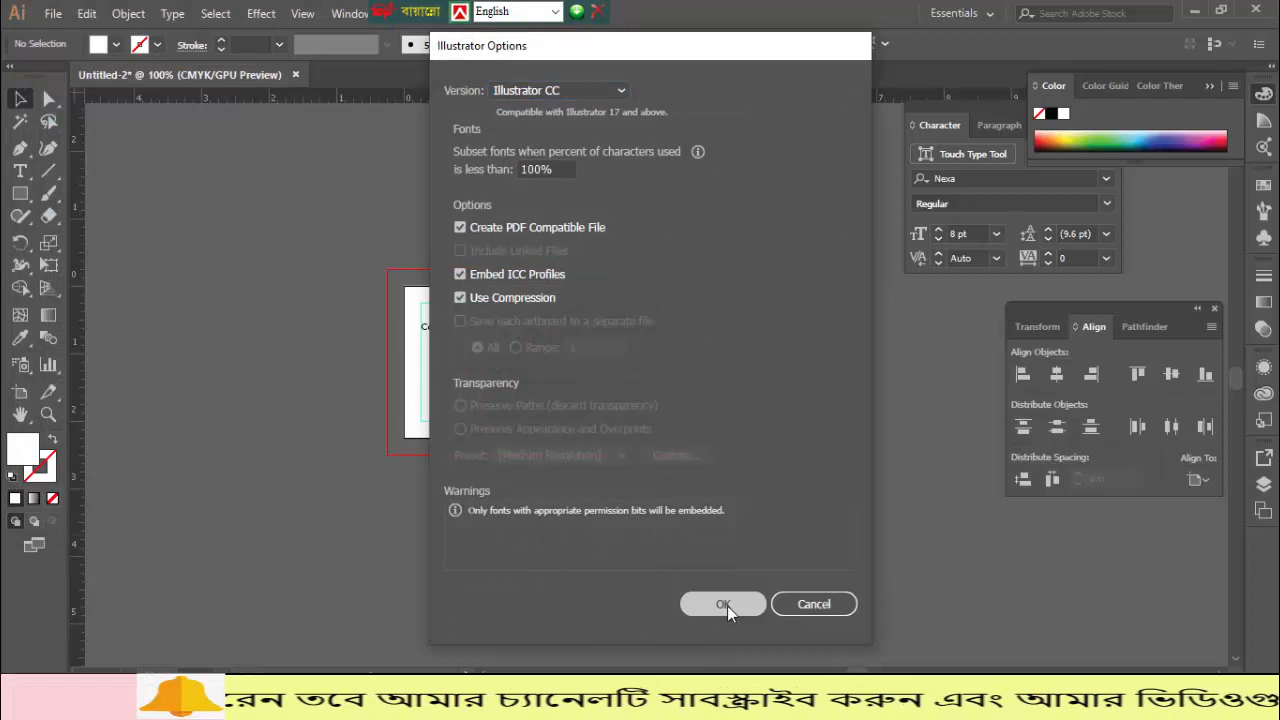 Ai File Edit Object Type Select Effect View Window বায়ান্নো English Essentials Search Adobe Stock
No Selection Stroke: 5
Untitled-2* @ 100% (CMYK/GPU Preview)
Illustrator Options
Version: Illustrator CC
Compatible with Illustrator 17 and above.
Fonts
Subset fonts when percent of characters used
is less than: 100%
Options
Create PDF Compatible File
Include Linked Files
Embed ICC Profiles
Use Compression
Save each artboard to a separate file
All Range: 1
Transparency
Preserve Paths (discard transparency)
Preserve Appearance and Overprints
Preset: [Medium Resolution] Custom...
Warnings
Only fonts with appropriate permission bits will be embedded.
OK Cancel
Color Color Guid Color Ther
Character Paragraph
Touch Type Tool
Nexa
Regular
8 pt (9.6 pt)
Auto 0
Transform Align Pathfinder
Align Objects:
Distribute Objects:
Distribute Spacing: Align To:
0 in
রেন তবে আমার চ্যানেলটি সাবস্ক্রাইব করুন এবং আমার ভিডিওগু